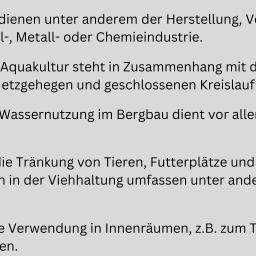 dienen unter anderem der Herstellung, V
-, Metall- oder Chemieindustrie.
Aquakultur steht in Zusammenhang mit d
etzgehegen und geschlossenen Kreislauf
Wassernutzung im Bergbau dient vor alle
die Tränkung von Tieren, Futterplätze und
n in der Viehhaltung umfassen unter ande
e Verwendung in Innenräumen, z.B. zum T
en.